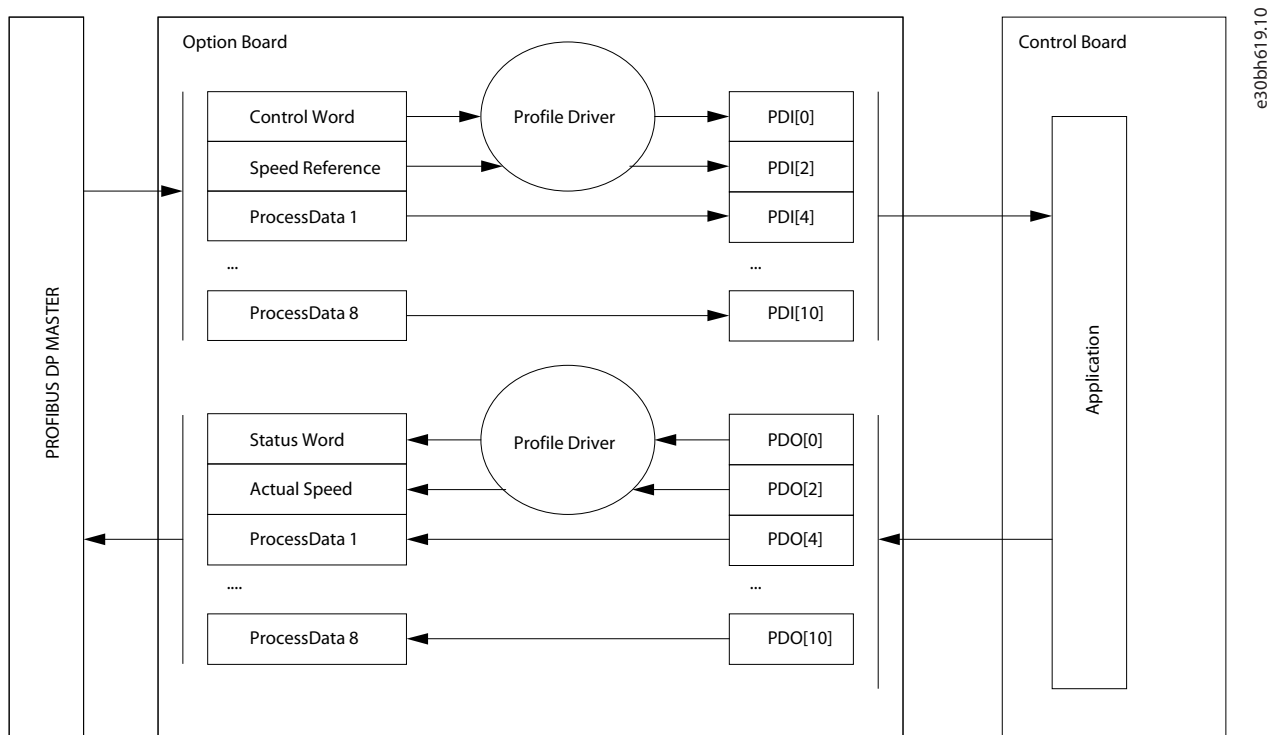 e30bh619.10
PROFIBUS DP MASTER
Option Board
Control Word
Profile Driver
PDI[0]
Speed Reference
PDI[2]
ProcessData 1
PDI[4]
...
...
ProcessData 8
PDI[10]
Status Word
Profile Driver
PDO[0]
Actual Speed
PDO[2]
ProcessData 1
PDO[4]
....
...
ProcessData 8
PDO[10]
Control Board
Application